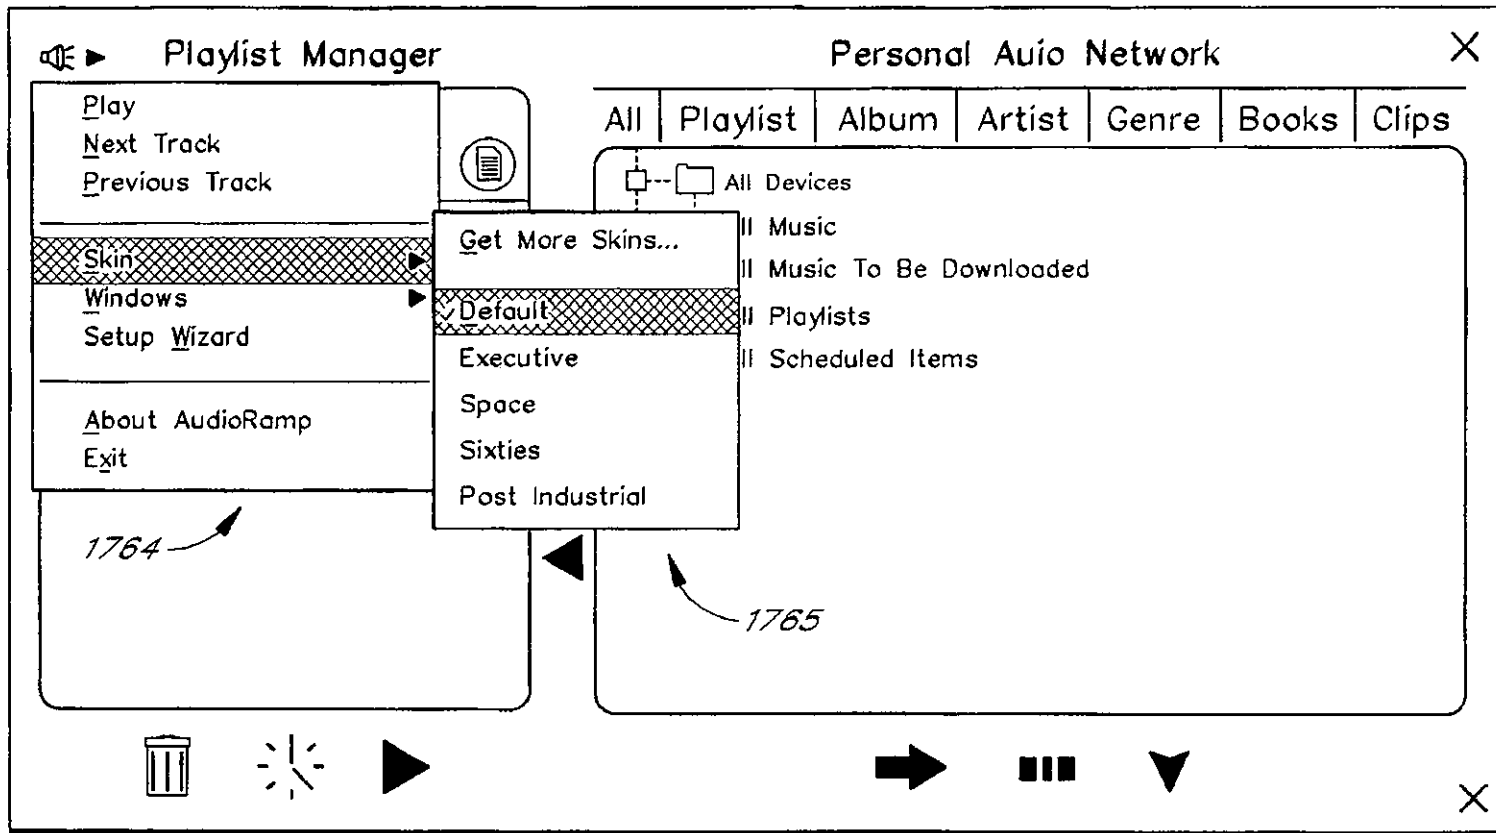 Playlist Manager
Personal Auio Network
Play
Next Track
Previous Track
Skin
Windows
Setup Wizard
About AudioRamp
Exit
Get More Skins...
Default
Executive
Space
Sixties
Post Industrial
All Playlist Album Artist Genre Books Clips
All Devices
ll Music
ll Music To Be Downloaded
ll Playlists
ll Scheduled Items
1764
1765